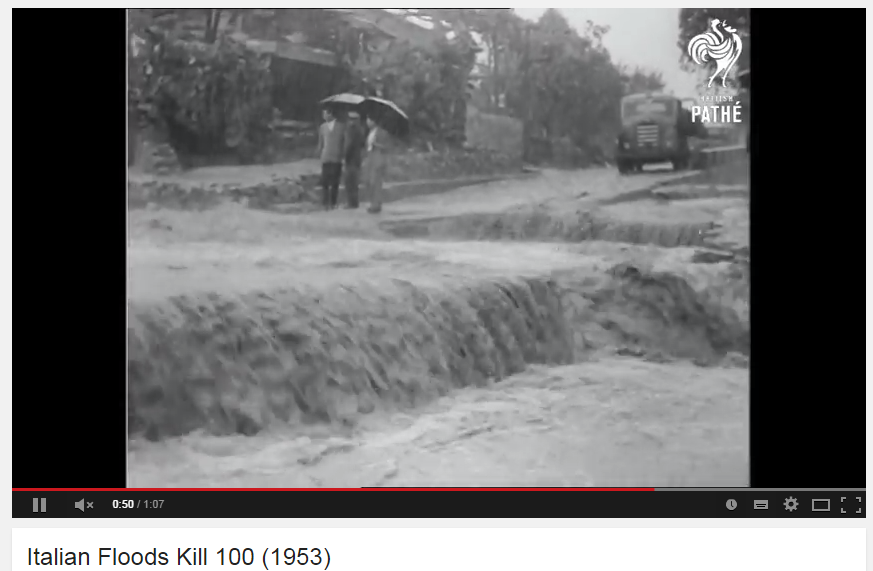 BRITISH
PATHÉ
0:50 / 1:07
Italian Floods Kill 100 (1953)